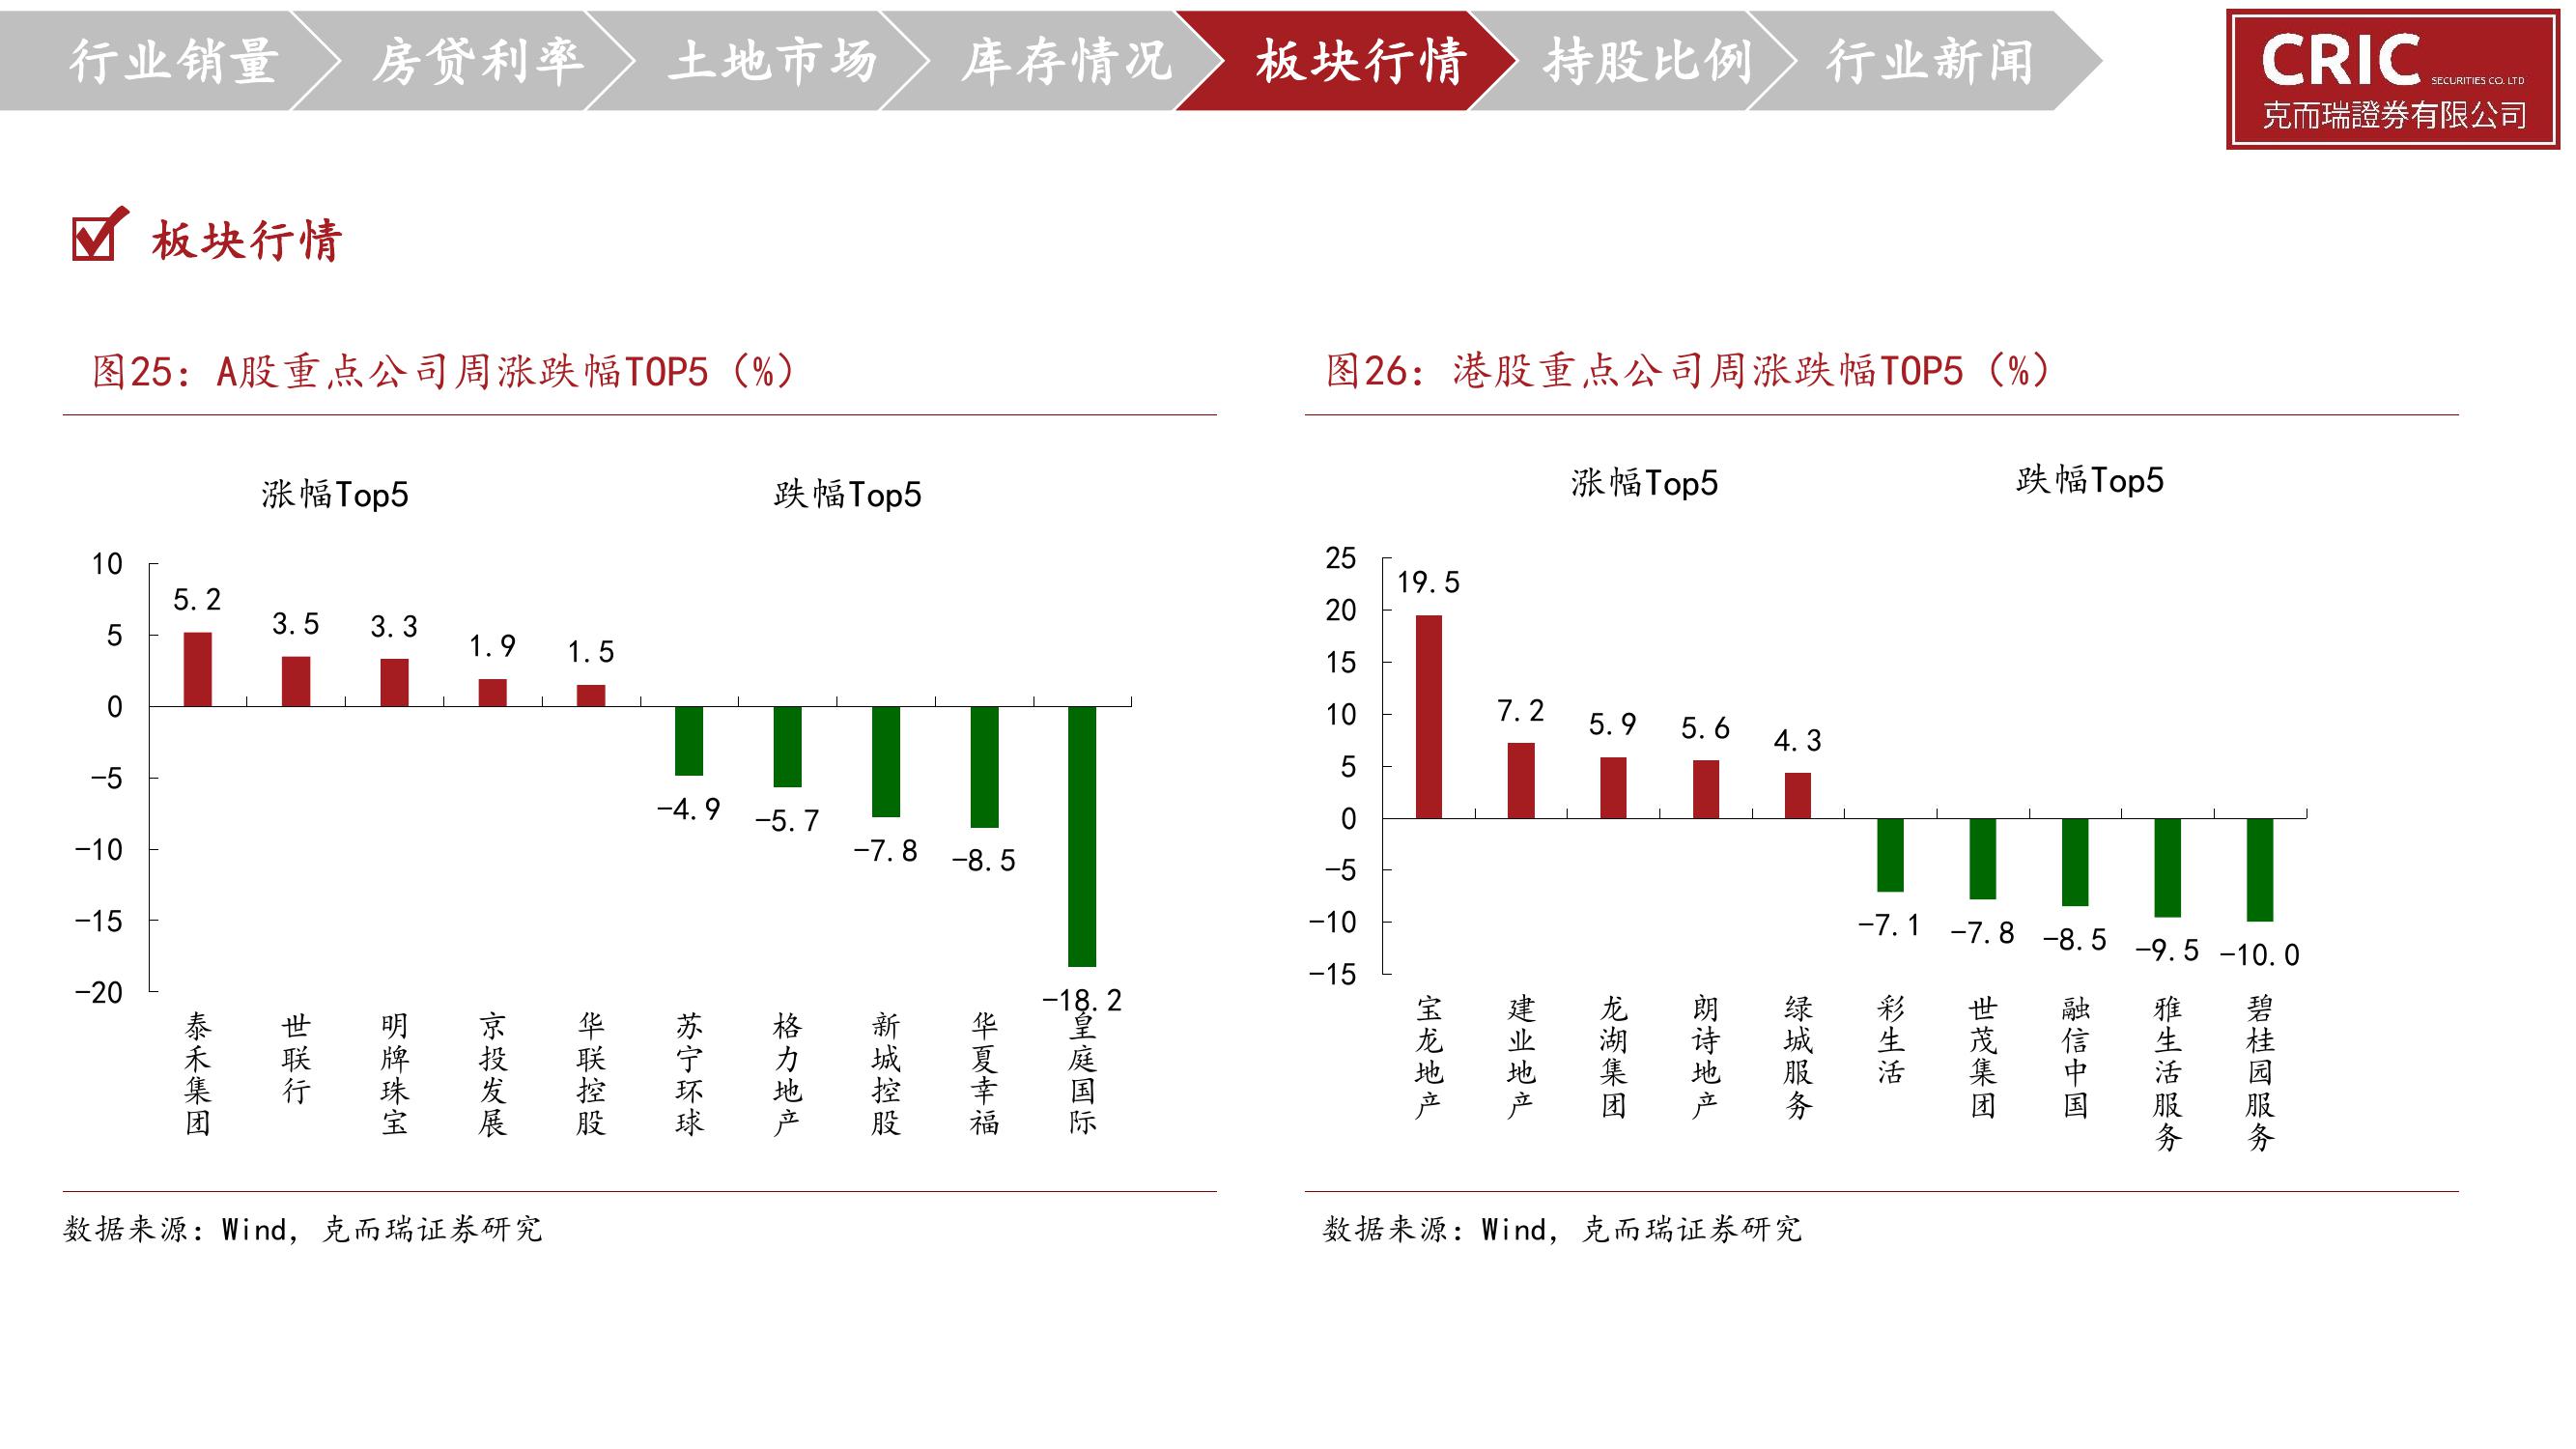 行业销量 房贷利率 土地市场 库存情况 板块行情 持股比例 行业新闻
CRIC SECURITIES CO. LTD
克而瑞證券有限公司
板块行情
图25：A股重点公司周涨跌幅TOP5（%）
涨幅Top5 跌幅Top5
10
5
0
-5
-10
-15
-20
5.2 3.5 3.3 1.9 1.5 -4.9 -5.7 -7.8 -8.5 -18.2
泰禾集团
世联行
明牌珠宝
京投发展
华联控股
苏宁环球
格力地产
新城控股
华夏幸福
皇庭国际
数据来源：Wind，克而瑞证券研究
图26：港股重点公司周涨跌幅TOP5（%）
涨幅Top5 跌幅Top5
25
20
15
10
5
0
-5
-10
-15
19.5 7.2 5.9 5.6 4.3 -7.1 -7.8 -8.5 -9.5 -10.0
宝龙地产
建业地产
龙湖集团
朗诗地产
绿城服务
彩生活
世茂集团
融信中国
雅生活服务
碧桂园服务
数据来源：Wind，克而瑞证券研究